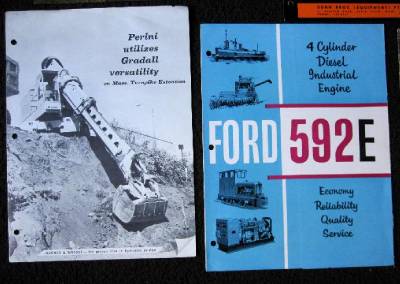 Perini
utilizes
Gradall
versatility
on Mass. Turnpike Extension
4 Cylinder
Diesel
Industrial
Engine
FORD 592E
Economy
Reliability
Quality
Service